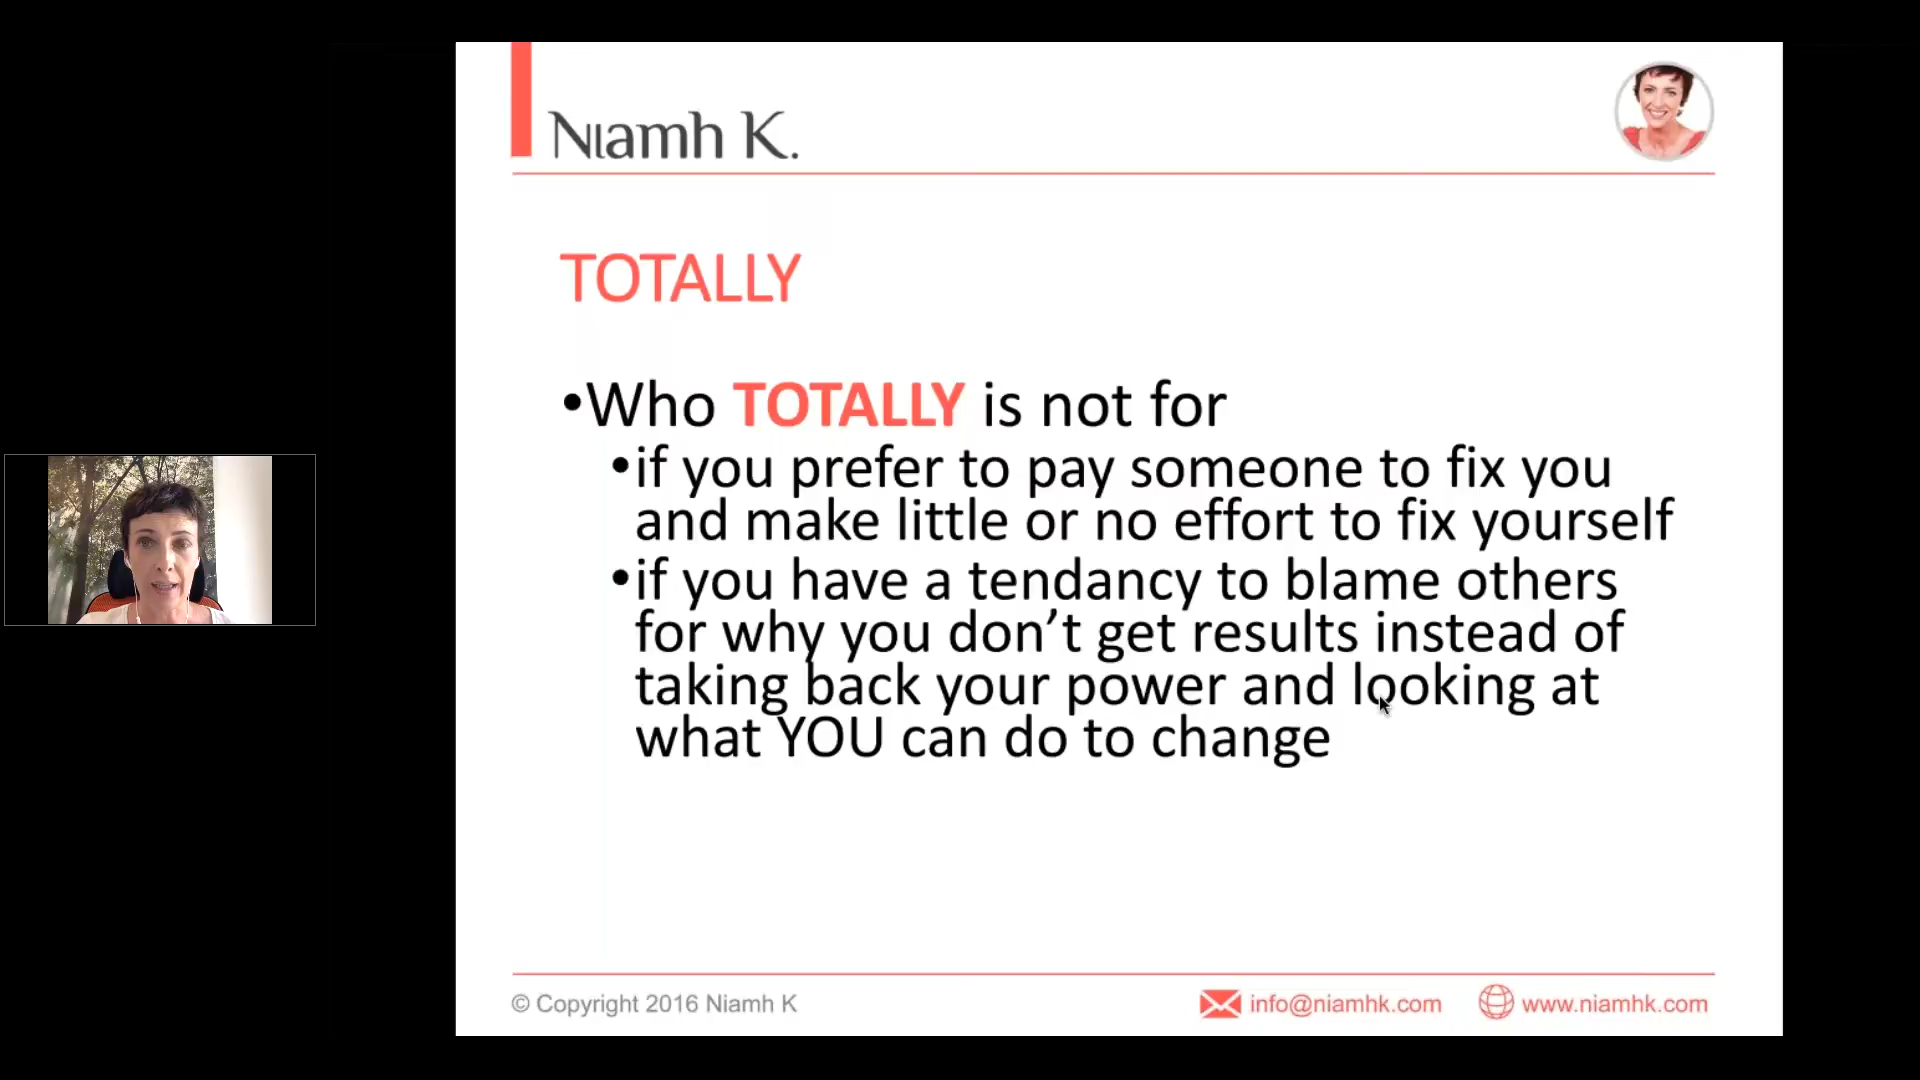 Niamh K.
TOTALLY
•Who TOTALLY is not for
•if you prefer to pay someone to fix you
and make little or no effort to fix yourself
•if you have a tendancy to blame others
for why you don’t get results instead of
taking back your power and looking at
what YOU can do to change
© Copyright 2016 Niamh K
info@niamhk.com
www.niamhk.com